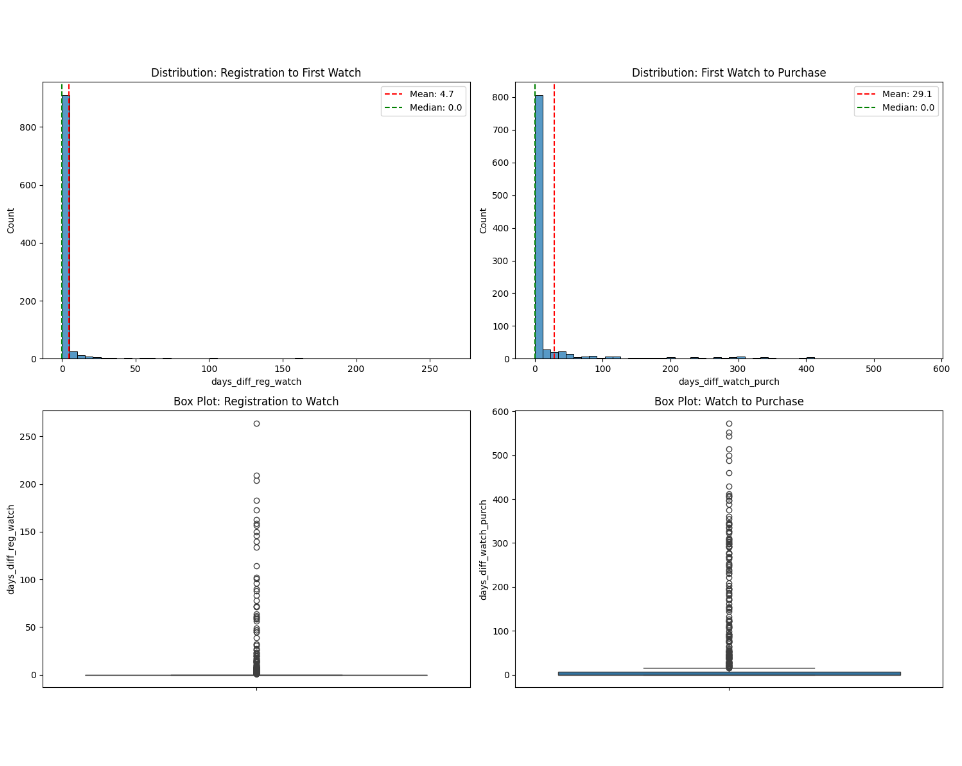 Distribution: Registration to First Watch
Mean: 4.7
Median: 0.0
Count
800
600
400
200
0
0 50 100 150 200 250
days_diff_reg_watch
Distribution: First Watch to Purchase
Mean: 29.1
Median: 0.0
Count
800
700
600
500
400
300
200
100
0
0 100 200 300 400 500 600
days_diff_watch_purch
Box Plot: Registration to Watch
days_diff_reg_watch
250
200
150
100
50
0
Box Plot: Watch to Purchase
days_diff_watch_purch
600
500
400
300
200
100
0